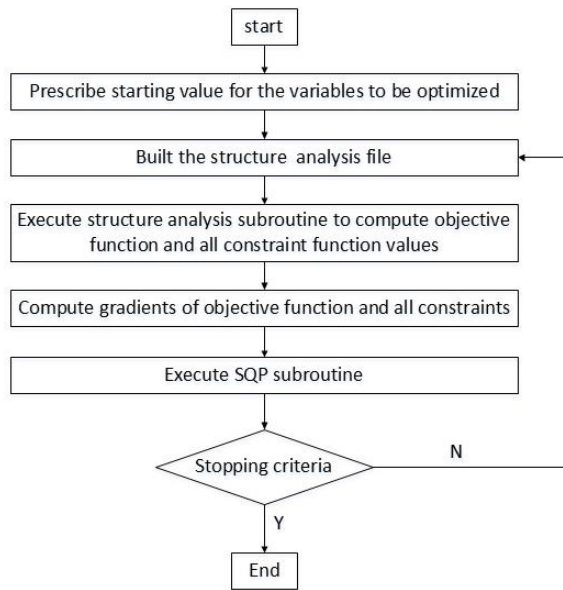 start
Prescribe starting value for the variables to be optimized
Built the structure analysis file
Execute structure analysis subroutine to compute objective
function and all constraint function values
Compute gradients of objective function and all constraints
Execute SQP subroutine
Stopping criteria
N
Y
End